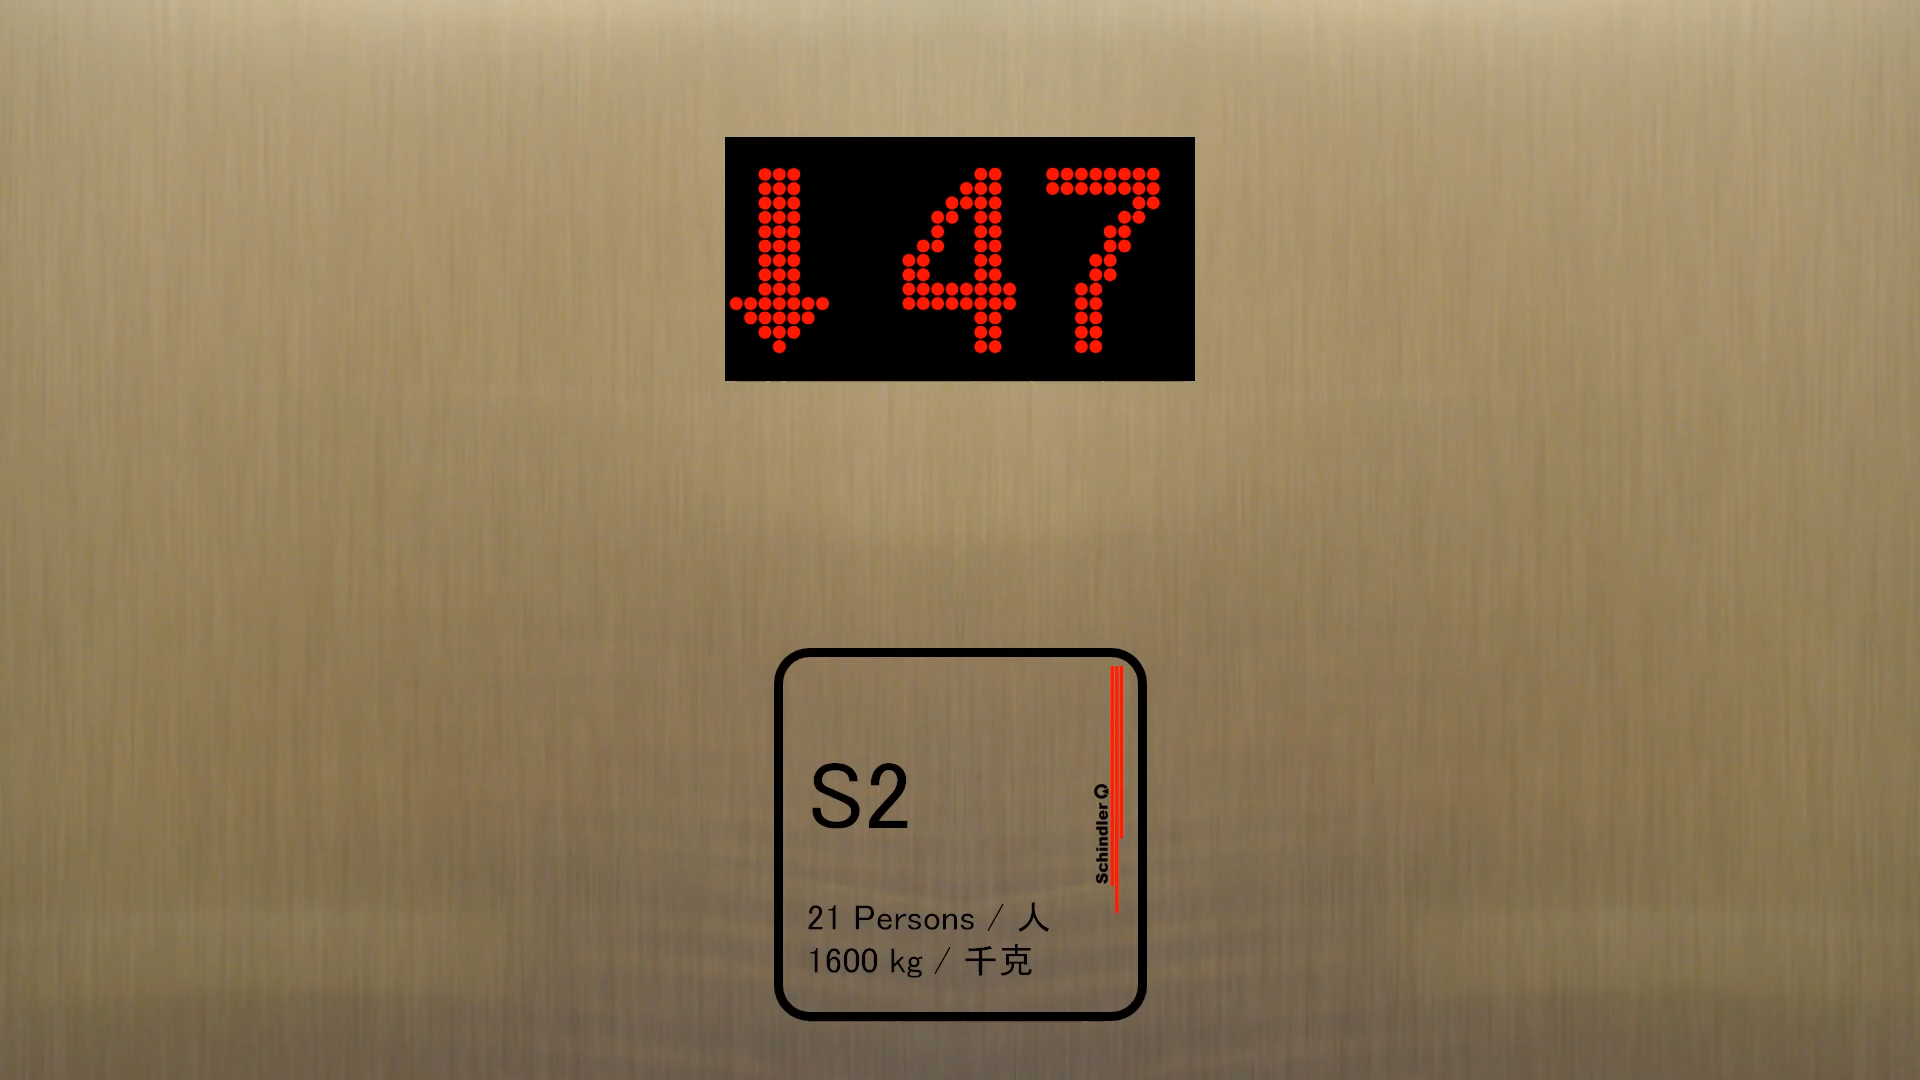 ↓ 47
S2
Schindler
21 Persons / 人
1600 kg / 千克